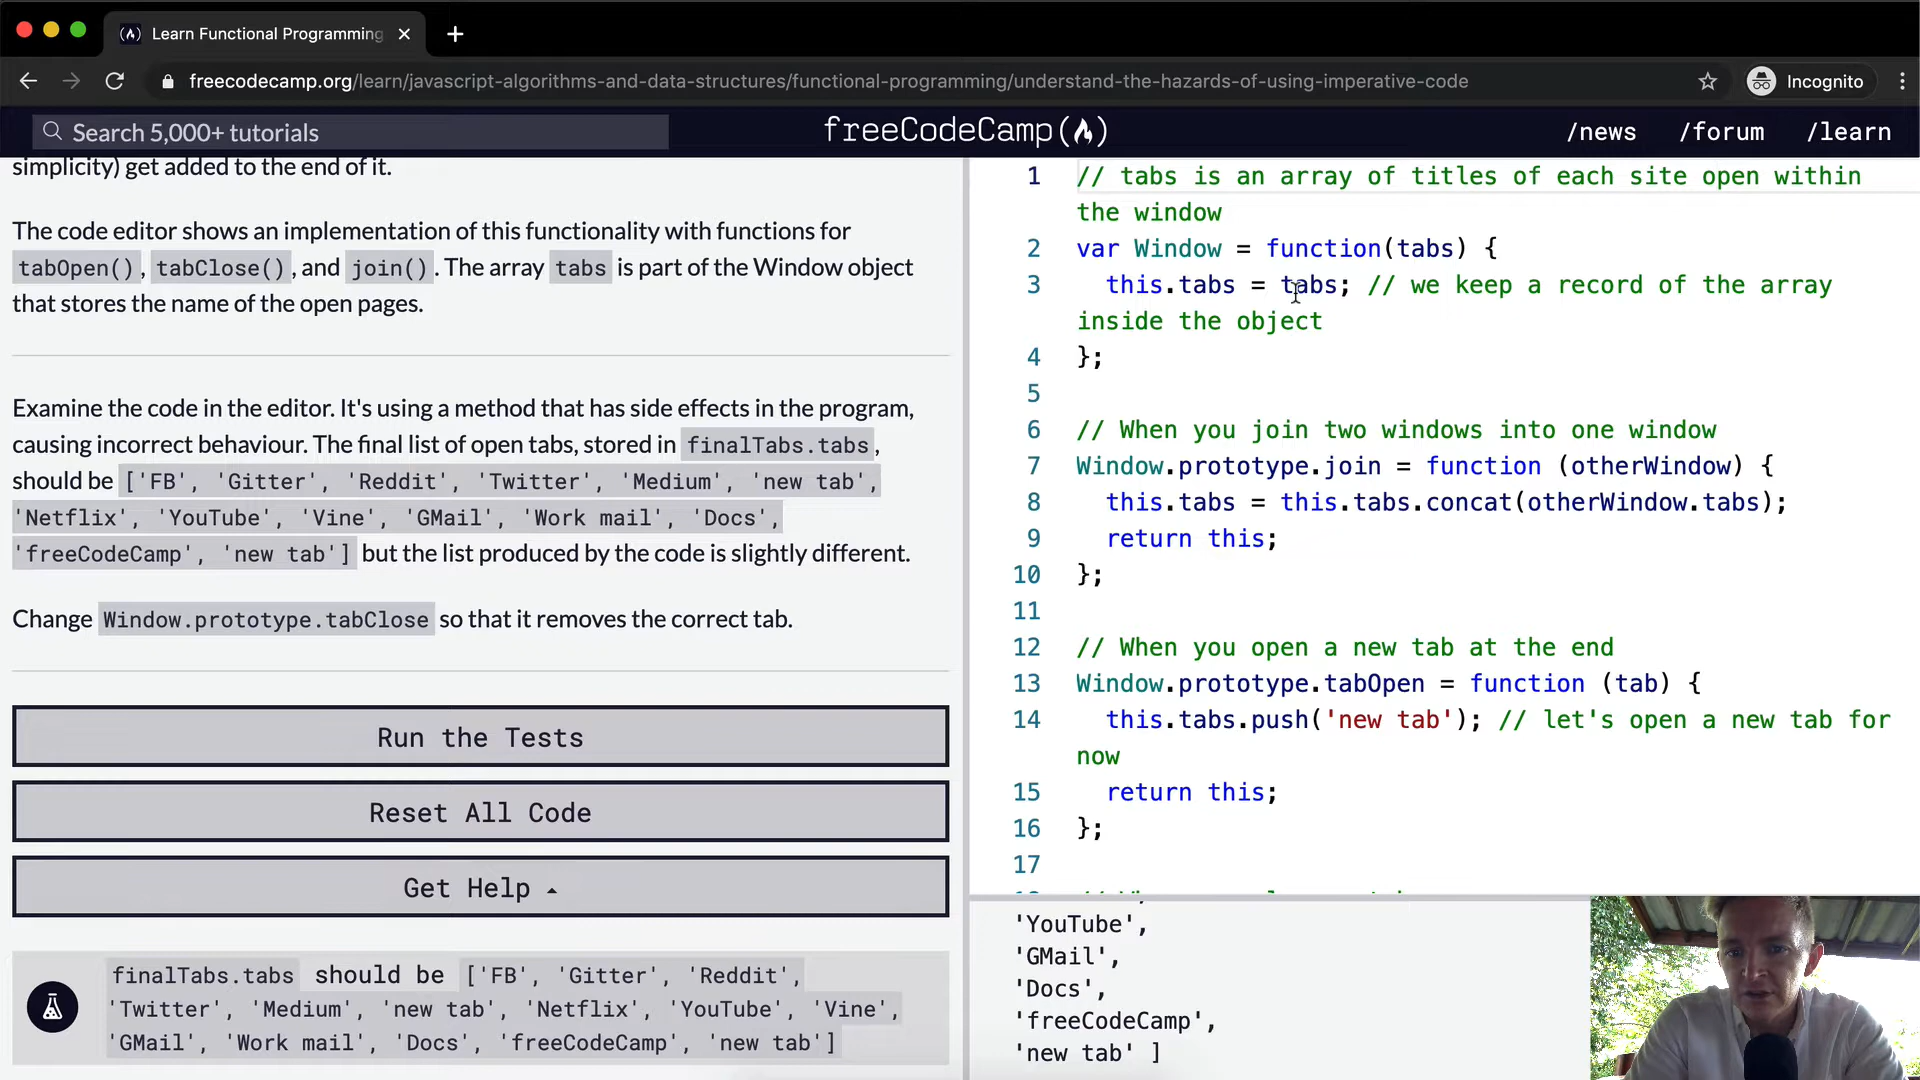 Learn Functional Programming
freecodecamp.org/learn/javascript-algorithms-and-data-structures/functional-programming/understand-the-hazards-of-using-imperative-code
Incognito
Search 5,000+ tutorials
freeCodeCamp
/news
/forum
/learn
simplicity) get added to the end of it.
The code editor shows an implementation of this functionality with functions for
tabOpen(), tabClose(), and join(). The array tabs is part of the Window object
that stores the name of the open pages.
Examine the code in the editor. It's using a method that has side effects in the program,
causing incorrect behaviour. The final list of open tabs, stored in finalTabs.tabs,
should be ['FB', 'Gitter', 'Reddit', 'Twitter', 'Medium', 'new tab',
'Netflix', 'YouTube', 'Vine', 'GMail', 'Work mail', 'Docs',
'freeCodeCamp', 'new tab'] but the list produced by the code is slightly different.
Change Window.prototype.tabClose so that it removes the correct tab.
Run the Tests
Reset All Code
Get Help
finalTabs.tabs should be ['FB', 'Gitter', 'Reddit',
'Twitter', 'Medium', 'new tab', 'Netflix', 'YouTube', 'Vine',
'GMail', 'Work mail', 'Docs', 'freeCodeCamp', 'new tab']
1 // tabs is an array of titles of each site open within
the window
2 var Window = function(tabs) {
3 this.tabs = tabs; // we keep a record of the array
inside the object
4 };
5
6 // When you join two windows into one window
7 Window.prototype.join = function (otherWindow) {
8 this.tabs = this.tabs.concat(otherWindow.tabs);
9 return this;
10 };
11
12 // When you open a new tab at the end
13 Window.prototype.tabOpen = function (tab) {
14 this.tabs.push('new tab'); // let's open a new tab for
now
15 return this;
16 };
17
'YouTube',
'GMail',
'Docs',
'freeCodeCamp',
'new tab' ]